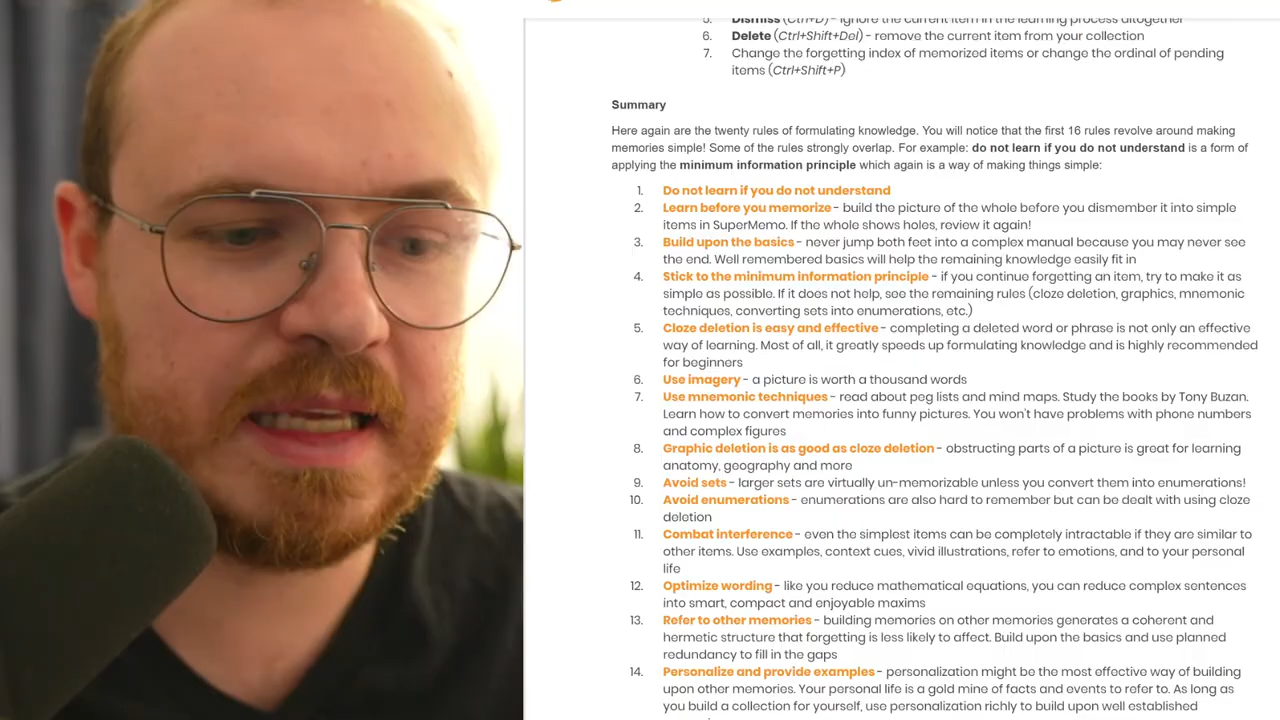 5. Dismiss (Ctrl+D) - ignore the current item in the learning process altogether
6. Delete (Ctrl+Shift+Del) - remove the current item from your collection
7. Change the forgetting index of memorized items or change the ordinal of pending
items (Ctrl+Shift+P)
Summary
Here again are the twenty rules of formulating knowledge. You will notice that the first 16 rules revolve around making
memories simple! Some of the rules strongly overlap. For example: do not learn if you do not understand is a form of
applying the minimum information principle which again is a way of making things simple:
1. Do not learn if you do not understand
2. Learn before you memorize - build the picture of the whole before you dismember it into simple
items in SuperMemo. If the whole shows holes, review it again!
3. Build upon the basics - never jump both feet into a complex manual because you may never see
the end. Well remembered basics will help the remaining knowledge easily fit in
4. Stick to the minimum information principle - if you continue forgetting an item, try to make it as
simple as possible. If it does not help, see the remaining rules (cloze deletion, graphics, mnemonic
techniques, converting sets into enumerations, etc.)
5. Cloze deletion is easy and effective - completing a deleted word or phrase is not only an effective
way of learning. Most of all, it greatly speeds up formulating knowledge and is highly recommended
for beginners
6. Use imagery - a picture is worth a thousand words
7. Use mnemonic techniques - read about peg lists and mind maps. Study the books by Tony Buzan.
Learn how to convert memories into funny pictures. You won't have problems with phone numbers
and complex figures
8. Graphic deletion is as good as cloze deletion - obstructing parts of a picture is great for learning
anatomy, geography and more
9. Avoid sets - larger sets are virtually un-memorizable unless you convert them into enumerations!
10. Avoid enumerations - enumerations are also hard to remember but can be dealt with using cloze
deletion
11. Combat interference - even the simplest items can be completely intractable if they are similar to
other items. Use examples, context cues, vivid illustrations, refer to emotions, and to your personal
life
12. Optimize wording - like you reduce mathematical equations, you can reduce complex sentences
into smart, compact and enjoyable maxims
13. Refer to other memories - building memories on other memories generates a coherent and
hermetic structure that forgetting is less likely to affect. Build upon the basics and use planned
redundancy to fill in the gaps
14. Personalize and provide examples - personalization might be the most effective way of building
upon other memories. Your personal life is a gold mine of facts and events to refer to. As long as
you build a collection for yourself, use personalization richly to build upon well established